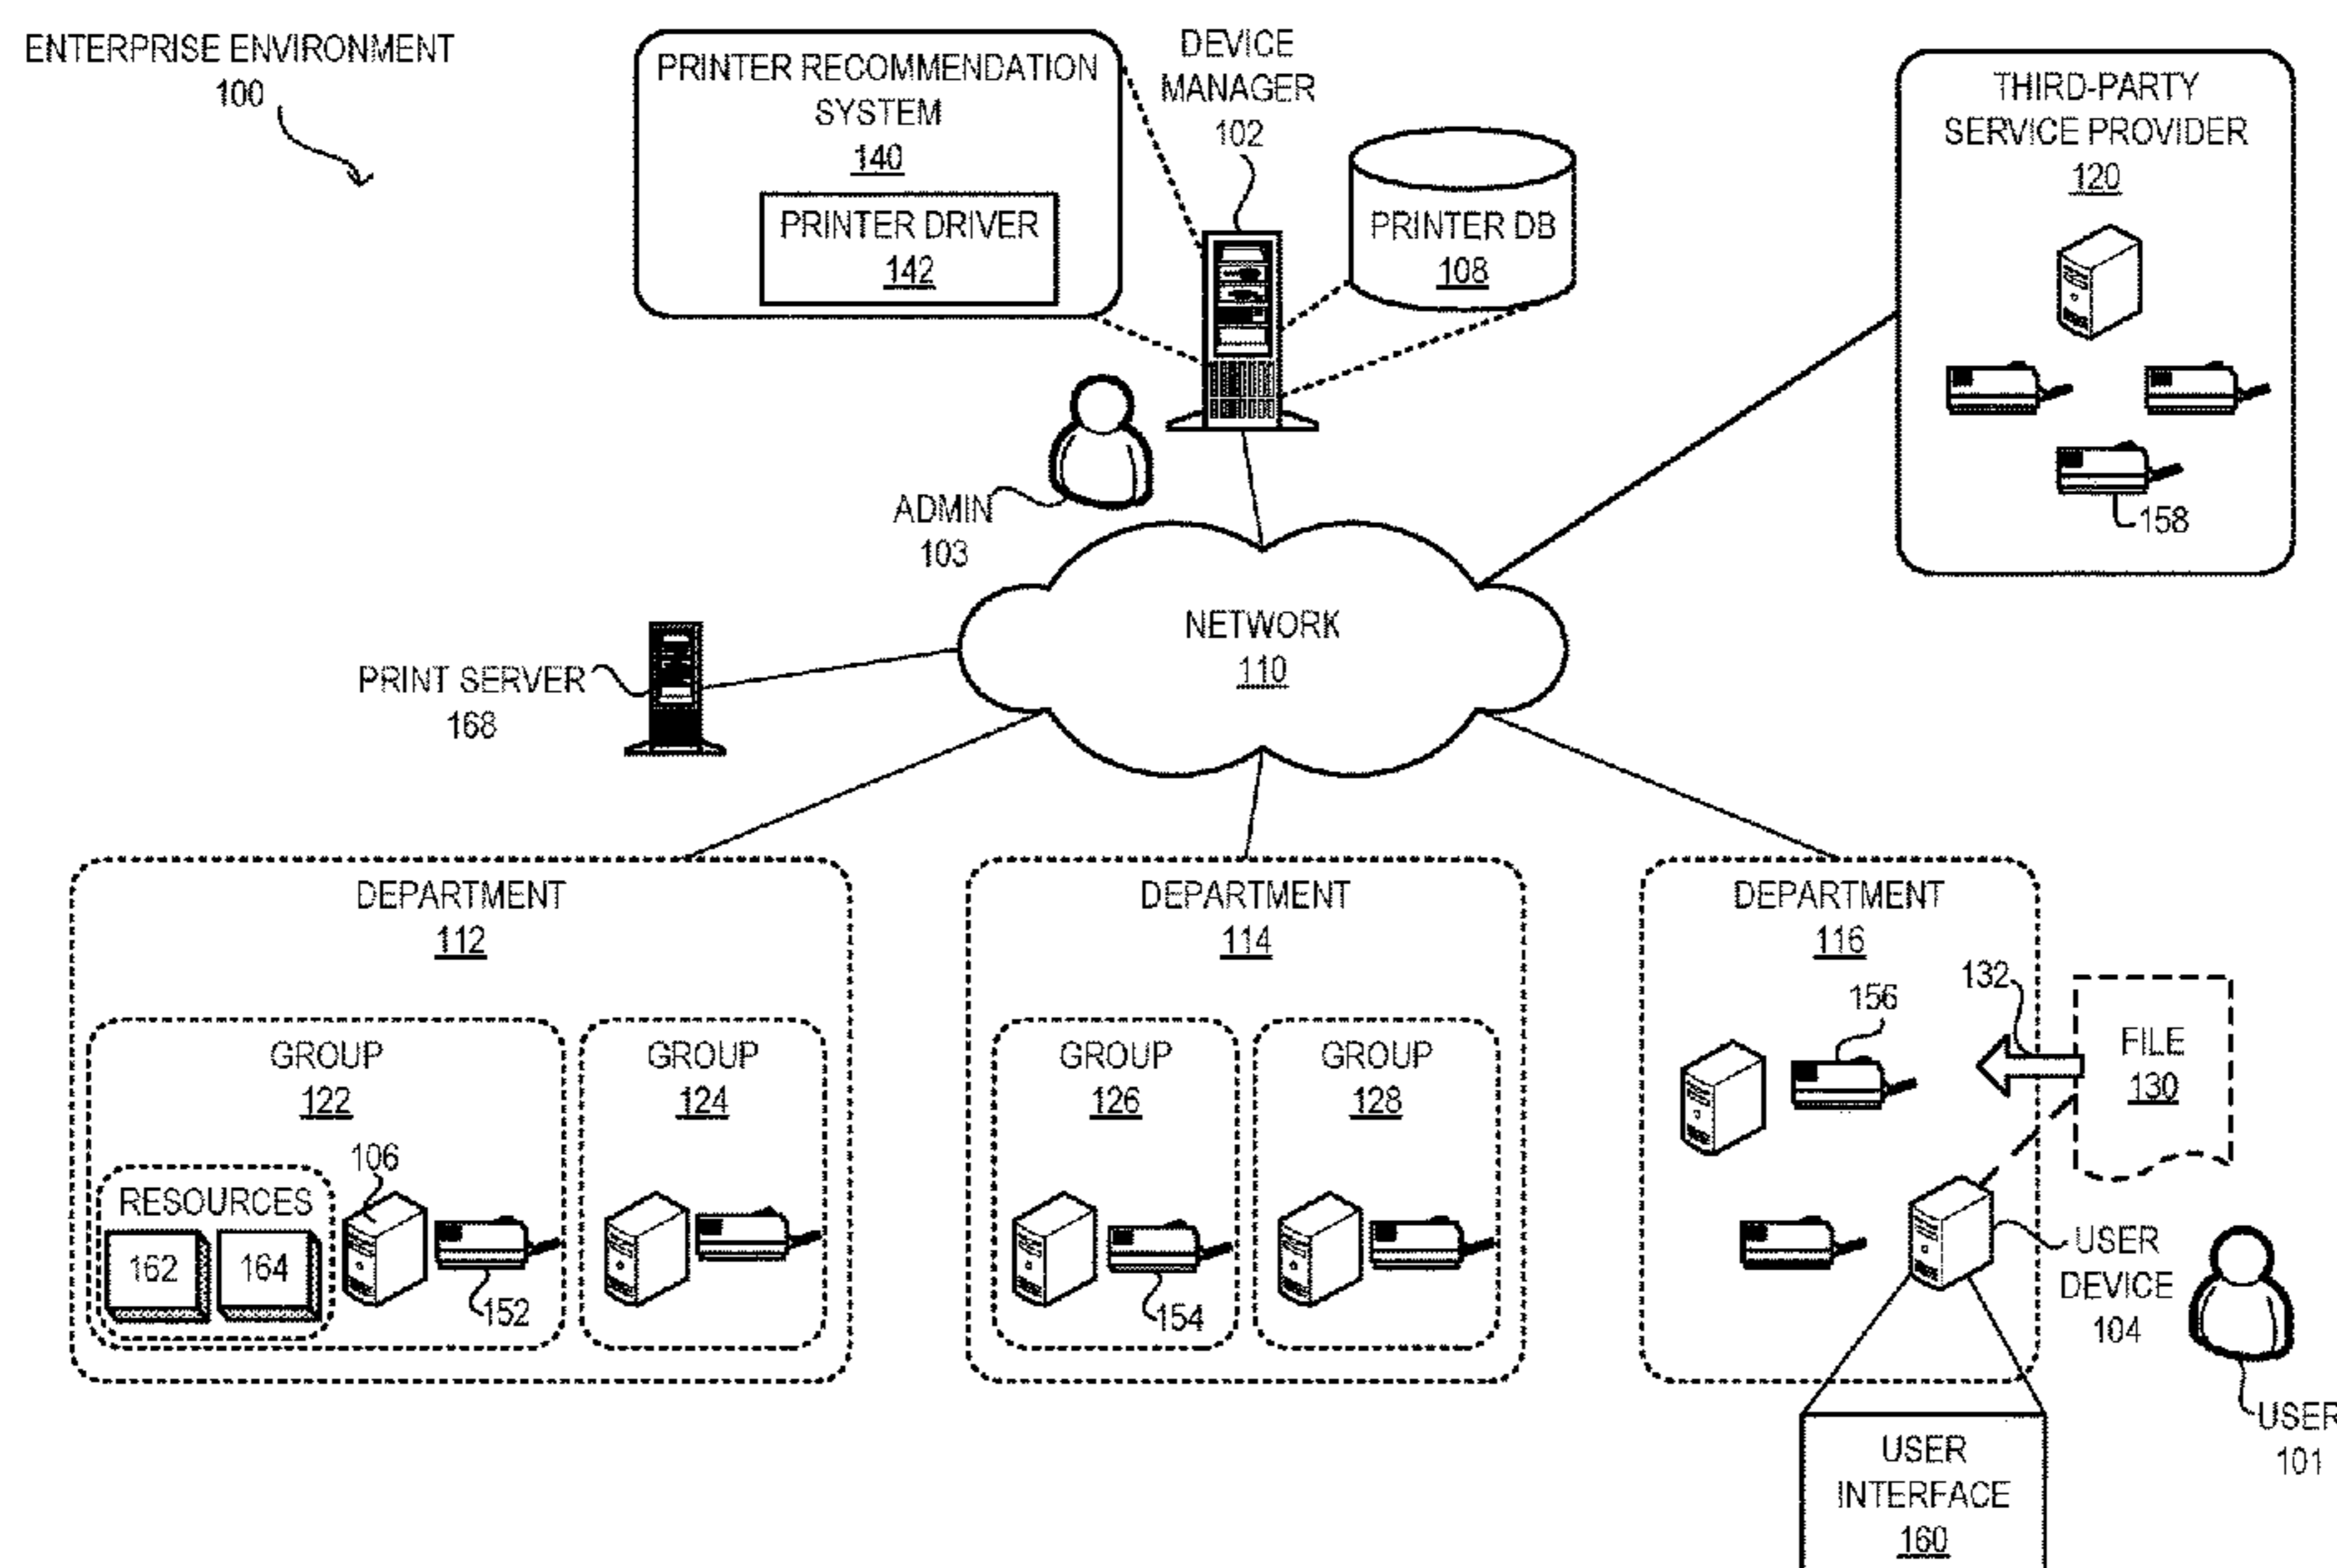 ENTERPRISE ENVIRONMENT
100
PRINTER RECOMMENDATION
SYSTEM
140
PRINTER DRIVER
142
DEVICE
MANAGER
102
PRINTER DB
108
THIRD-PARTY
SERVICE PROVIDER
120
158
ADMIN
103
NETWORK
110
PRINT SERVER
168
DEPARTMENT
112
GROUP
122
106
RESOURCES
162
164
152
GROUP
124
DEPARTMENT
114
GROUP
126
154
GROUP
128
DEPARTMENT
116
156
132
FILE
130
USER
DEVICE
104
USER
101
USER
INTERFACE
160